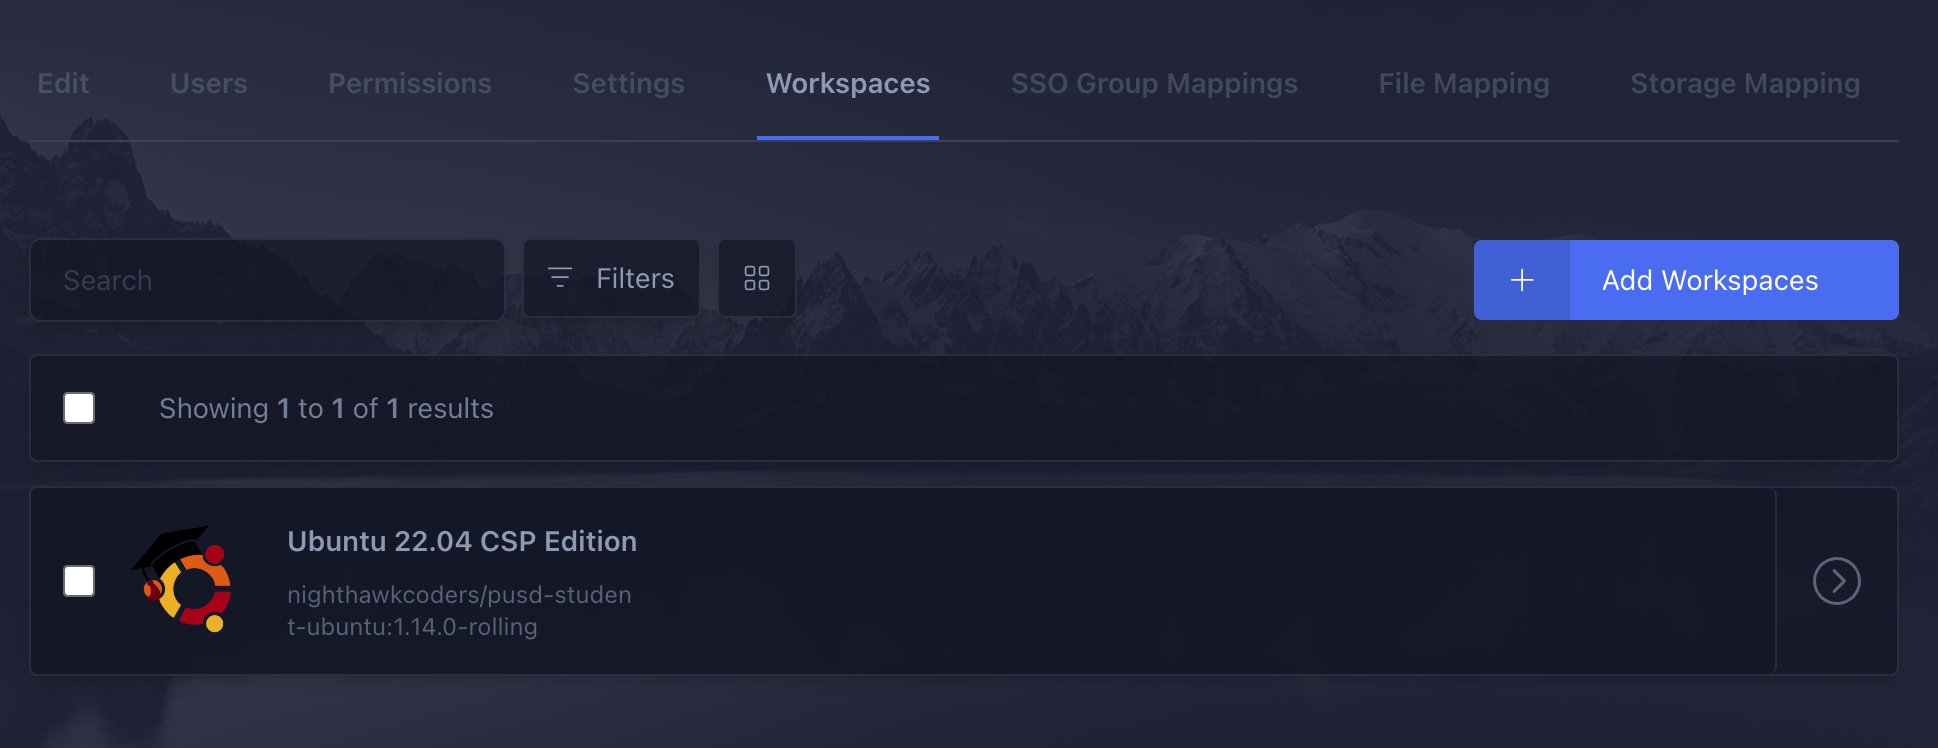 Edit Users Permissions Settings Workspaces SSO Group Mappings File Mapping Storage Mapping
Search Filters Add Workspaces
Showing 1 to 1 of 1 results
Ubuntu 22.04 CSP Edition
nighthawkcoders/pusd-studen
t-ubuntu:1.14.0-rolling